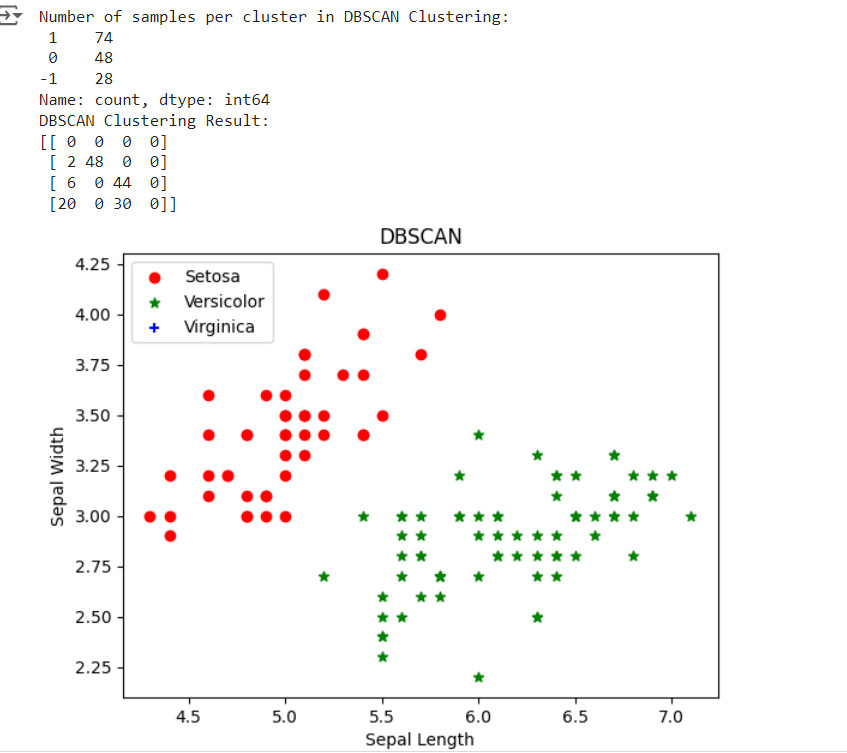 Number of samples per cluster in DBSCAN Clustering:
1 74
0 48
-1 28
Name: count, dtype: int64
DBSCAN Clustering Result:
[[ 0 0 0 0]
[ 2 48 0 0]
[ 6 0 44 0]
[20 0 30 0]]
DBSCAN
Setosa
Versicolor
Virginica
4.25
4.00
3.75
3.50
3.25
3.00
2.75
2.50
2.25
Sepal Width
4.5 5.0 5.5 6.0 6.5 7.0
Sepal Length